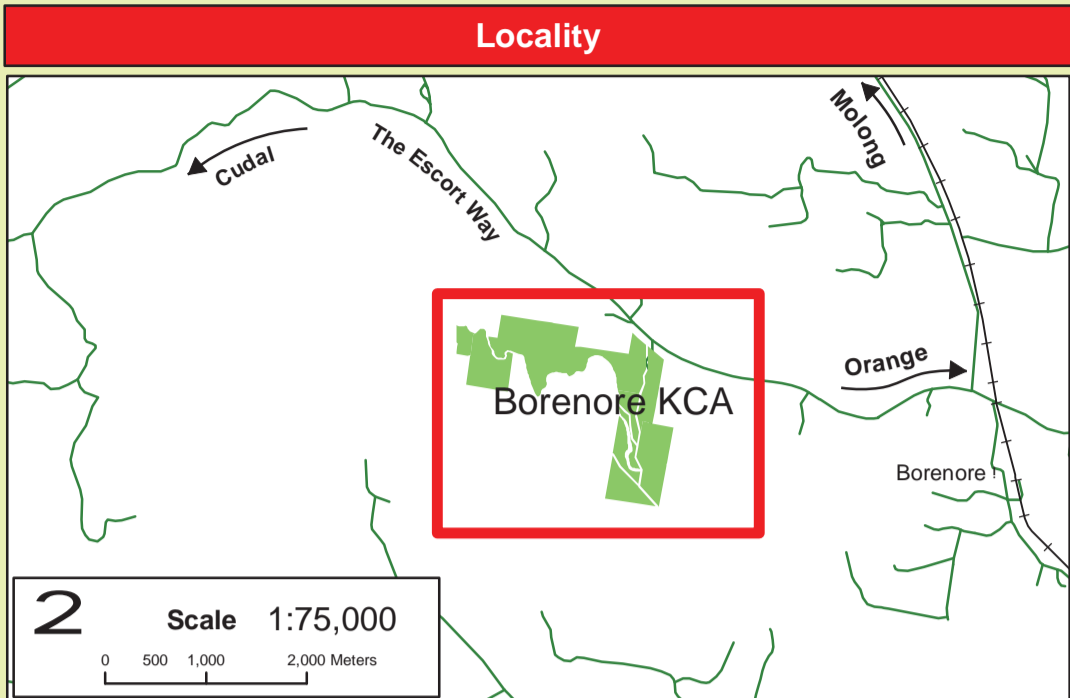 Locality
Molong
The Escort Way
Cudal
Orange
Borenore KCA
Borenore
2
Scale 1:75,000
0 500 1,000 2,000 Meters